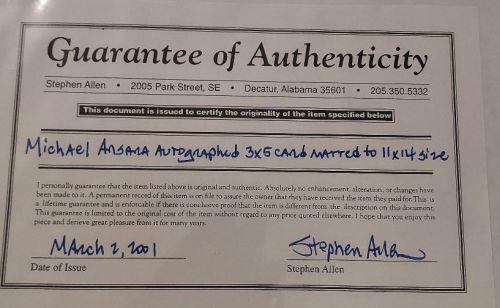 Guarantee of Authenticity
Stephen Allen • 2005 Park Street, SE • Decatur, Alabama 35601 • 205.350.5332
This document is issued to certify the originality of the item specified below
Michael Ansara Autographed 3x5 card matted to 11x14 size
I personally guarantee that the item listed above is original and authentic. Absolutely no enhancement, alteration, or changes have
been made to it. A permanent record of this item is on file to assure the owner that they have received the item they paid for. This is
a lifetime guarantee and is enforcable if there is conclusive proof that the item is different from the description on this document.
This guarantee is limited to the original cost of the item without regard to any price quoted elsewhere. I hope that you enjoy this
piece and derieve great pleasure from it for many years.
March 2, 2001
Stephen Allen
Date of Issue
Stephen Allen